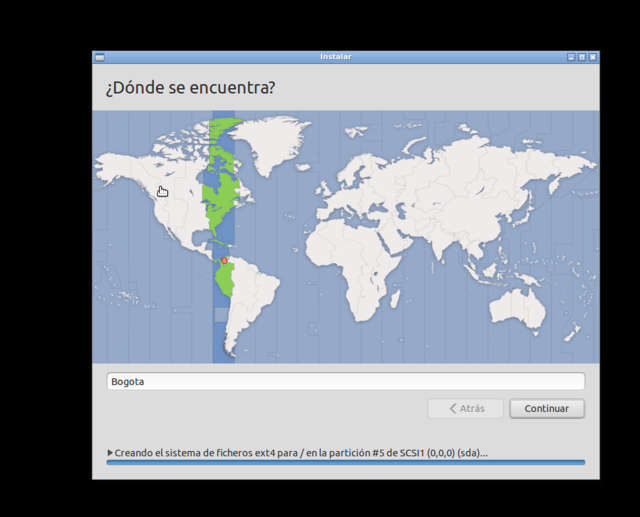 Instalar
¿Dónde se encuentra?
Bogota
Atrás
Continuar
Creando el sistema de ficheros ext4 para / en la partición #5 de SCSI1 (0,0,0) (sda)...